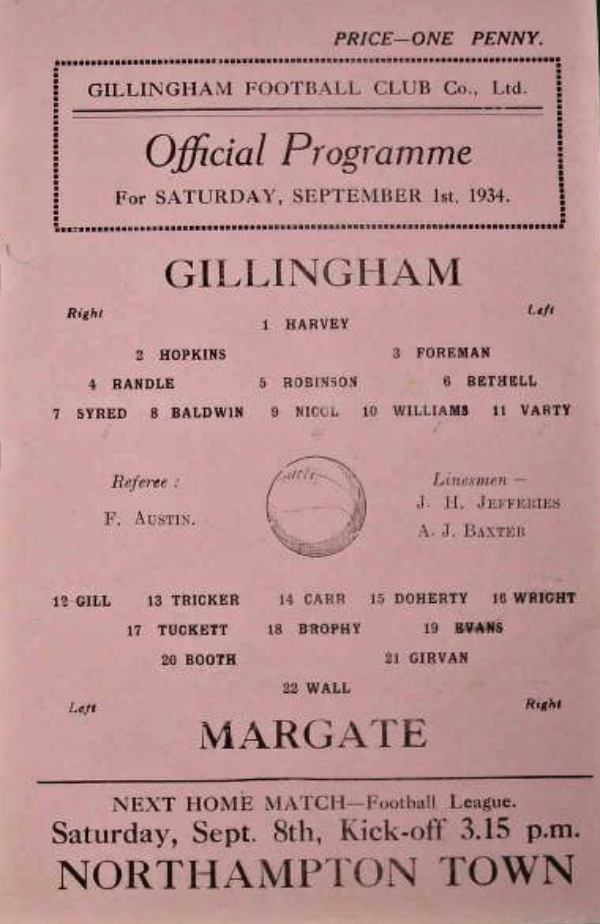 PRICE—ONE PENNY.
GILLINGHAM FOOTBALL CLUB Co., Ltd.
Official Programme
For SATURDAY, SEPTEMBER 1st, 1934.
GILLINGHAM
Right Left
1 HARVEY
2 HOPKINS 3 FOREMAN
4 RANDLE 5 ROBINSON 6 BETHELL
7 SYRED 8 BALDWIN 9 NICOL 10 WILLIAMS 11 VARTY
Referee : Linesmen —
F. AUSTIN. J. H. JEFFERIES
A. J. BAXTER
12 GILL 13 TRICKER 14 CARR 15 DOHERTY 16 WRIGHT
17 TUCKETT 18 BROPHY 19 EVANS
20 BOOTH 21 GIRVAN
22 WALL
Left Right
MARGATE
NEXT HOME MATCH—Football League.
Saturday, Sept. 8th, Kick-off 3.15 p.m.
NORTHAMPTON TOWN